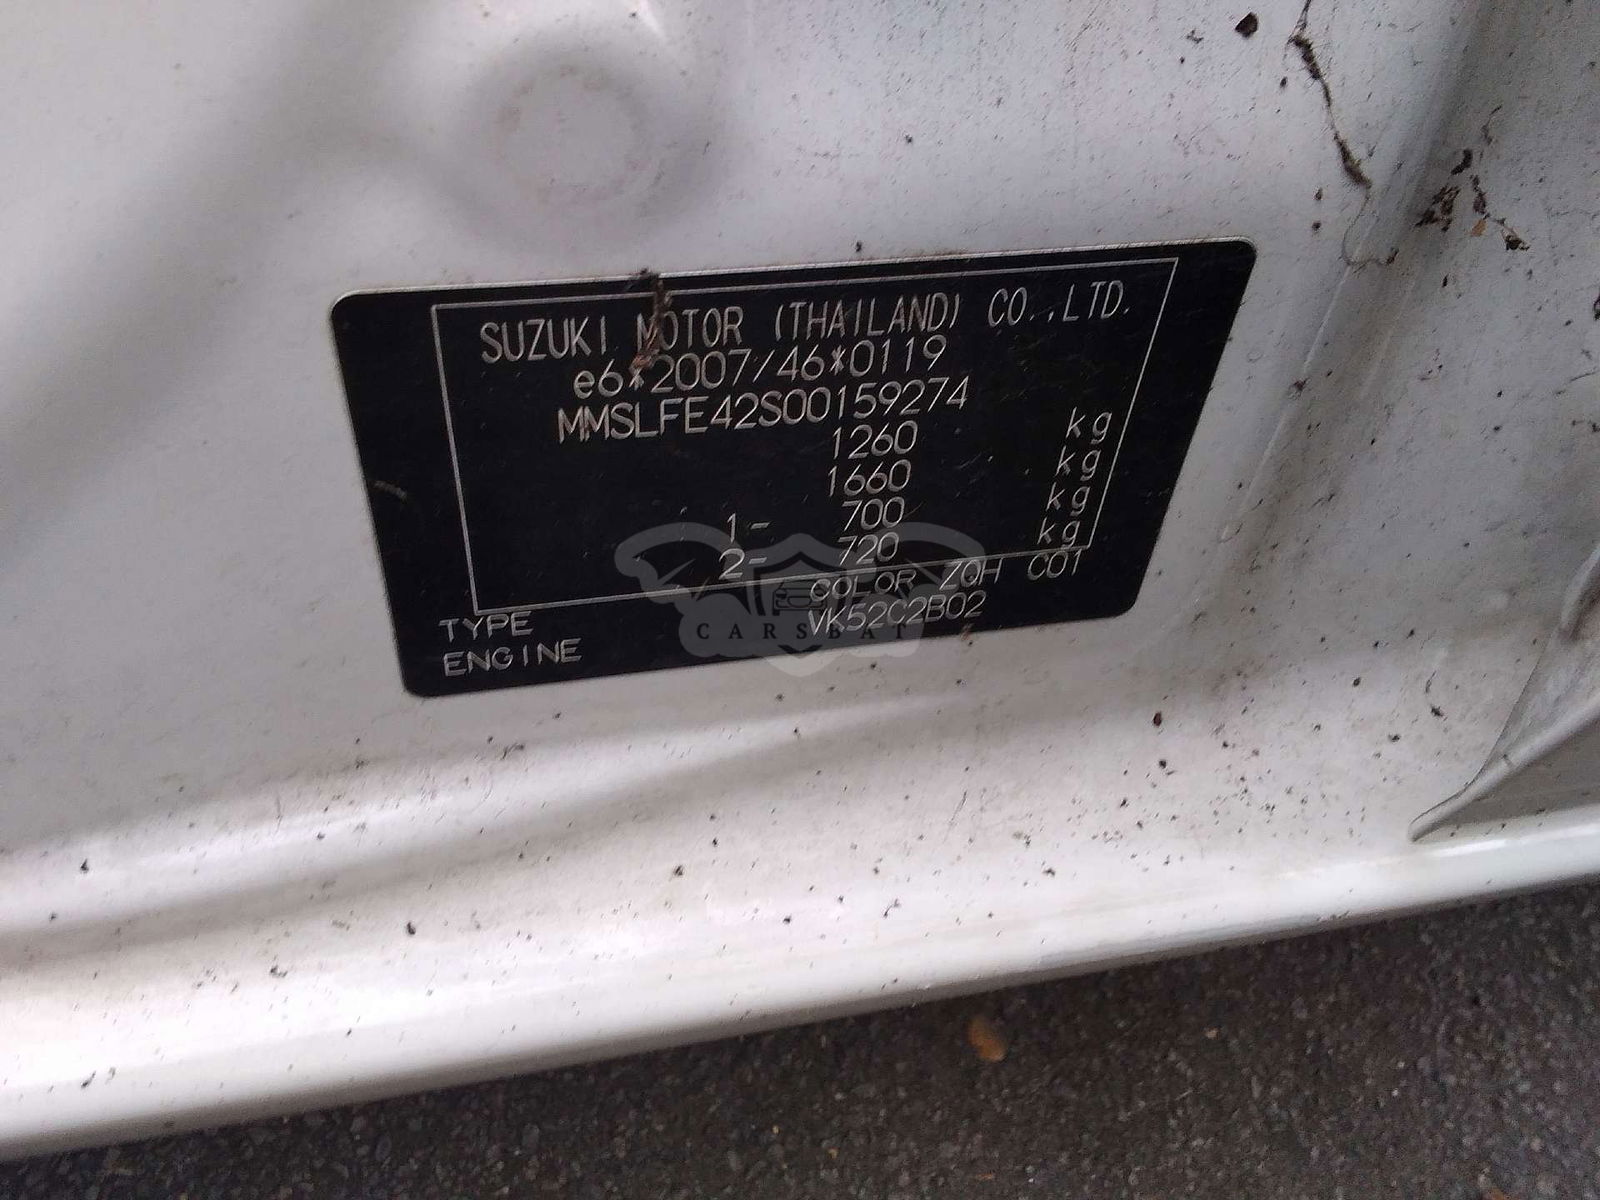 SUZUKI MOTOR (THAILAND) CO.,LTD.
e6*2007/46*0119
MMSLFE42S00159274
1260 kg
1660 kg
1- 700 kg
2- 720 kg
COLOR ZQH C01
TYPE VK52C2B02
ENGINE
CARSBAT